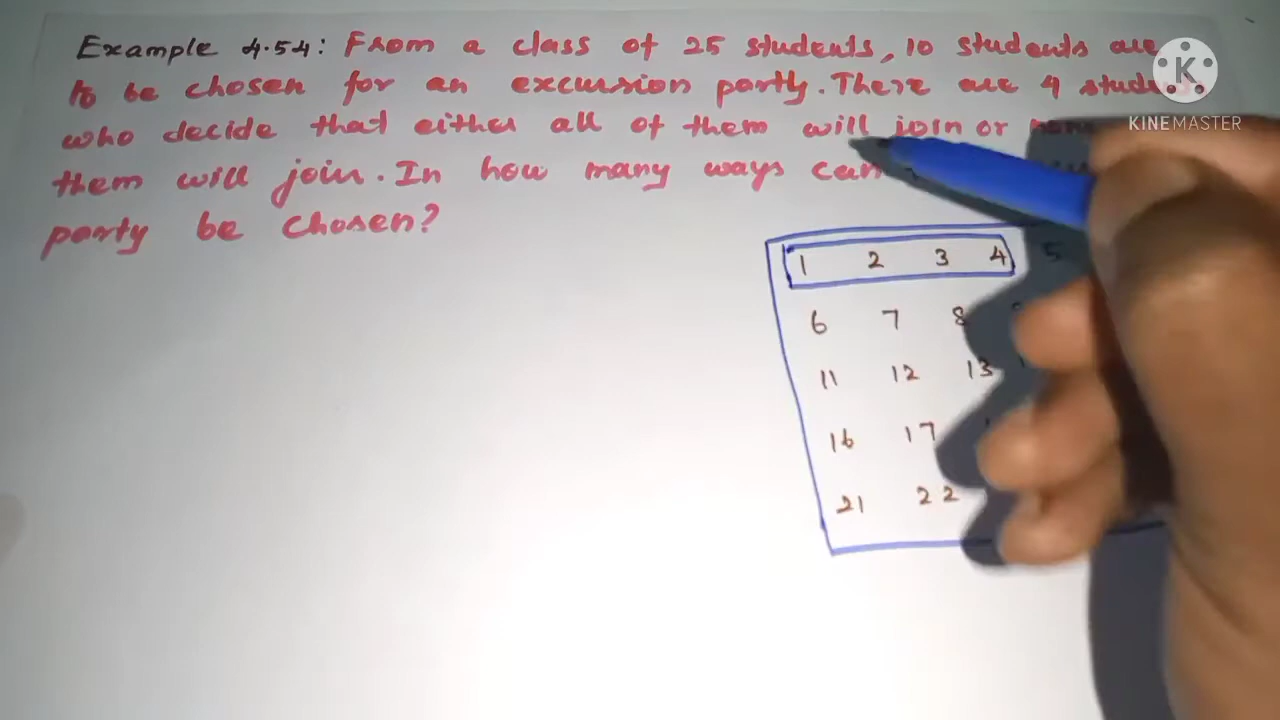 Example 4.54: From a class of 25 students, 10 students are
to be chosen for an excursion party. There are 4
who decide that either all of them will join or
them will join. In how many ways can
party be chosen?
K
KINEMASTER
1 2 3 4 5
6 7 8
11 12 13
16 17
21 22